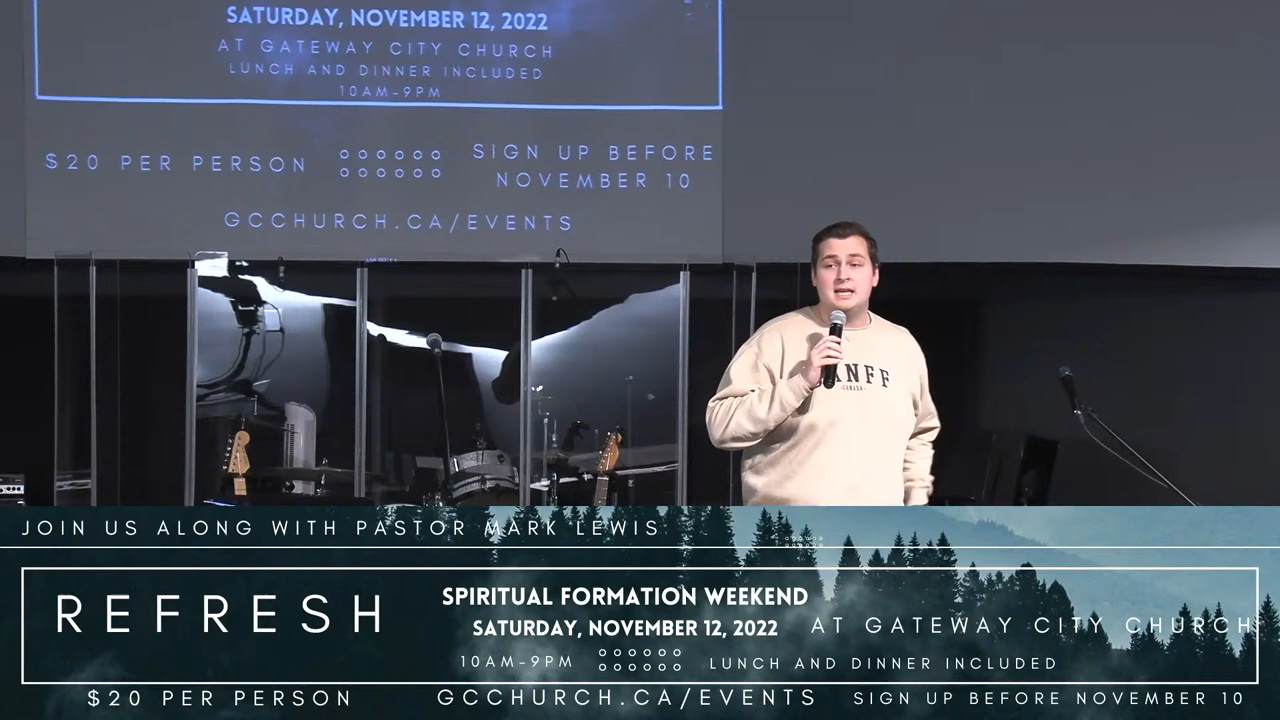 SATURDAY, NOVEMBER 12, 2022
AT GATEWAY CITY CHURCH
LUNCH AND DINNER INCLUDED
10AM-9PM
$20 PER PERSON
SIGN UP BEFORE
NOVEMBER 10
GCCHURCH.CA/EVENTS
-CANADA-
JOIN US ALONG WITH PASTOR MARK LEWIS
REFRESH
SPIRITUAL FORMATION WEEKEND
SATURDAY, NOVEMBER 12, 2022
AT GATEWAY CITY CHURCH
10AM-9PM
LUNCH AND DINNER INCLUDED
$20 PER PERSON
GCCHURCH.CA/EVENTS
SIGN UP BEFORE NOVEMBER 10